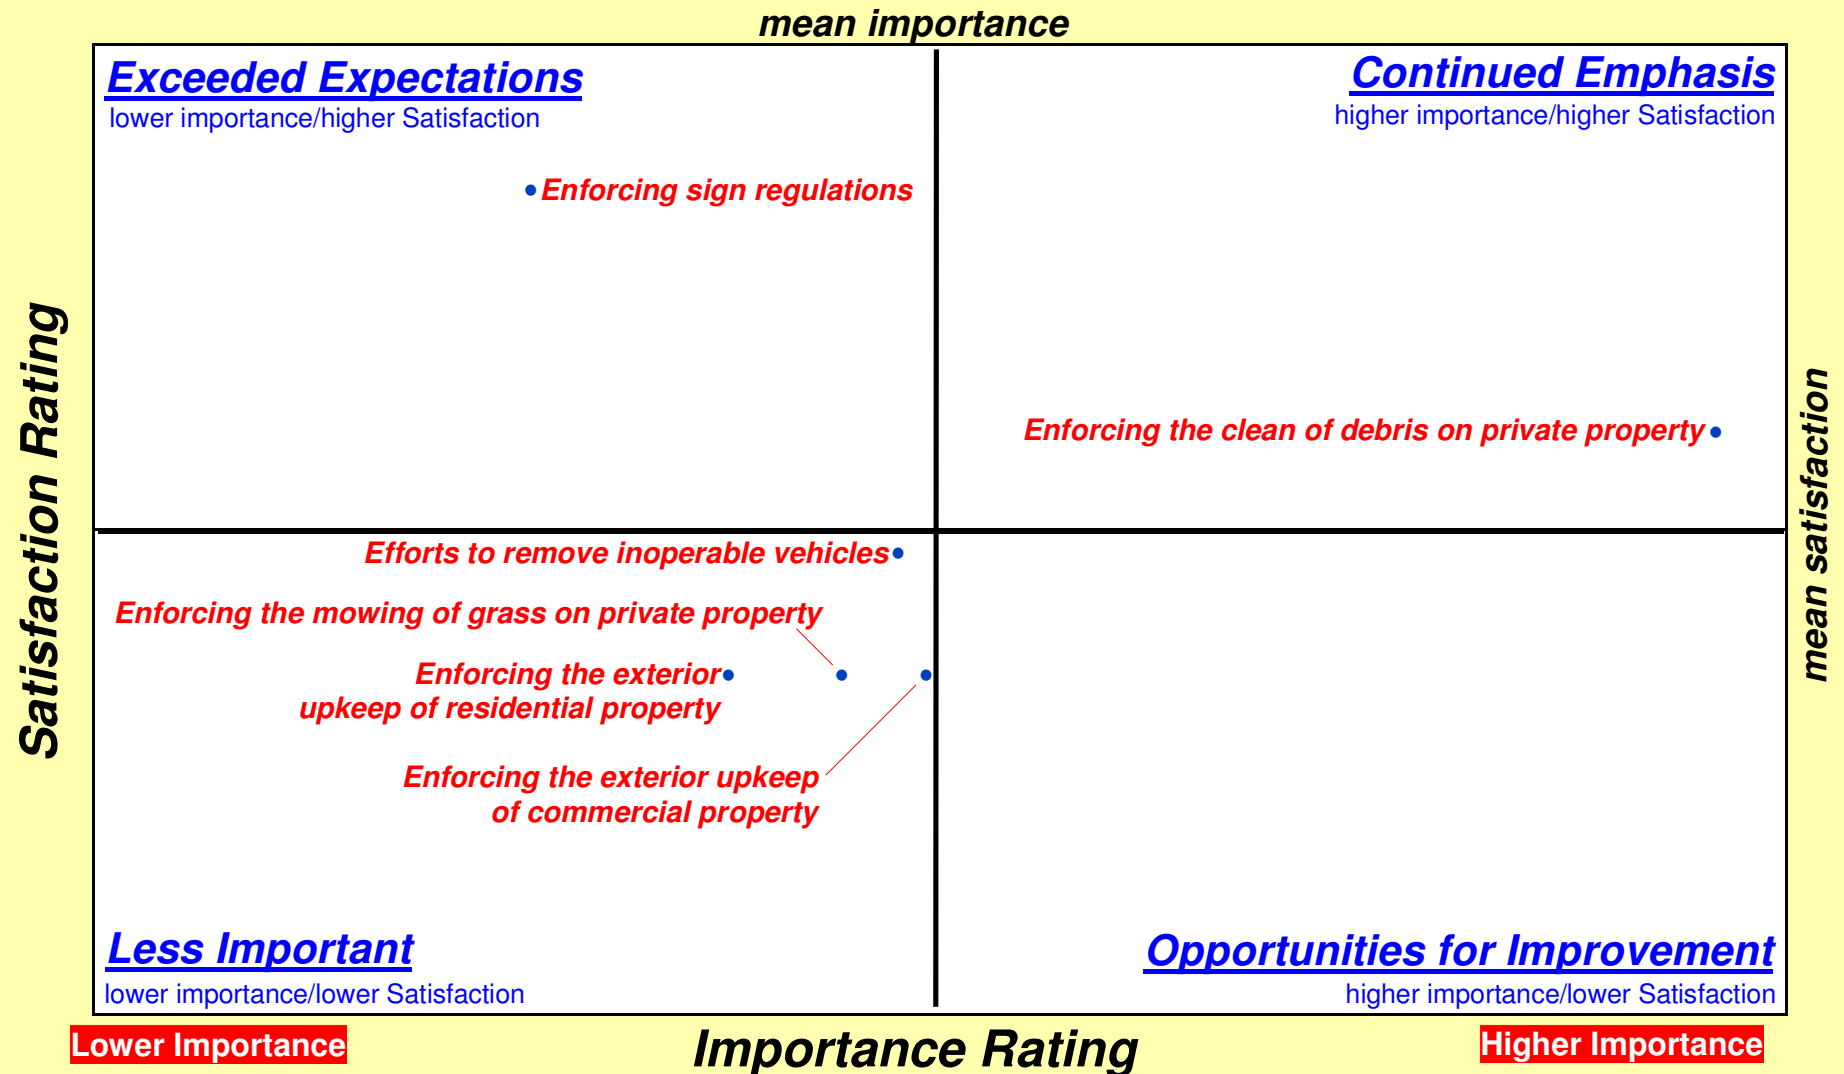 mean importance
Exceeded Expectations
lower importance/higher Satisfaction
Continued Emphasis
higher importance/higher Satisfaction
Enforcing sign regulations
Satisfaction Rating
Enforcing the clean of debris on private property
mean satisfaction
Efforts to remove inoperable vehicles
Enforcing the mowing of grass on private property
Enforcing the exterior
upkeep of residential property
Enforcing the exterior upkeep
of commercial property
Less Important
lower importance/lower Satisfaction
Opportunities for Improvement
higher importance/lower Satisfaction
Lower Importance
Importance Rating
Higher Importance